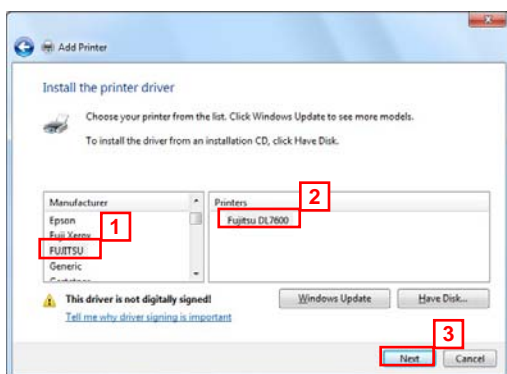 Add Printer
Install the printer driver
Choose your printer from the list. Click Windows Update to see more models.
To install the driver from an installation CD, click Have Disk.
Manufacturer
Epson
Fuji Xerox
FUJITSU
Generic
1
Printers
Fujitsu DL7600
2
This driver is not digitally signed!
Tell me why driver signing is important
Windows Update
Have Disk...
3
Next
Cancel